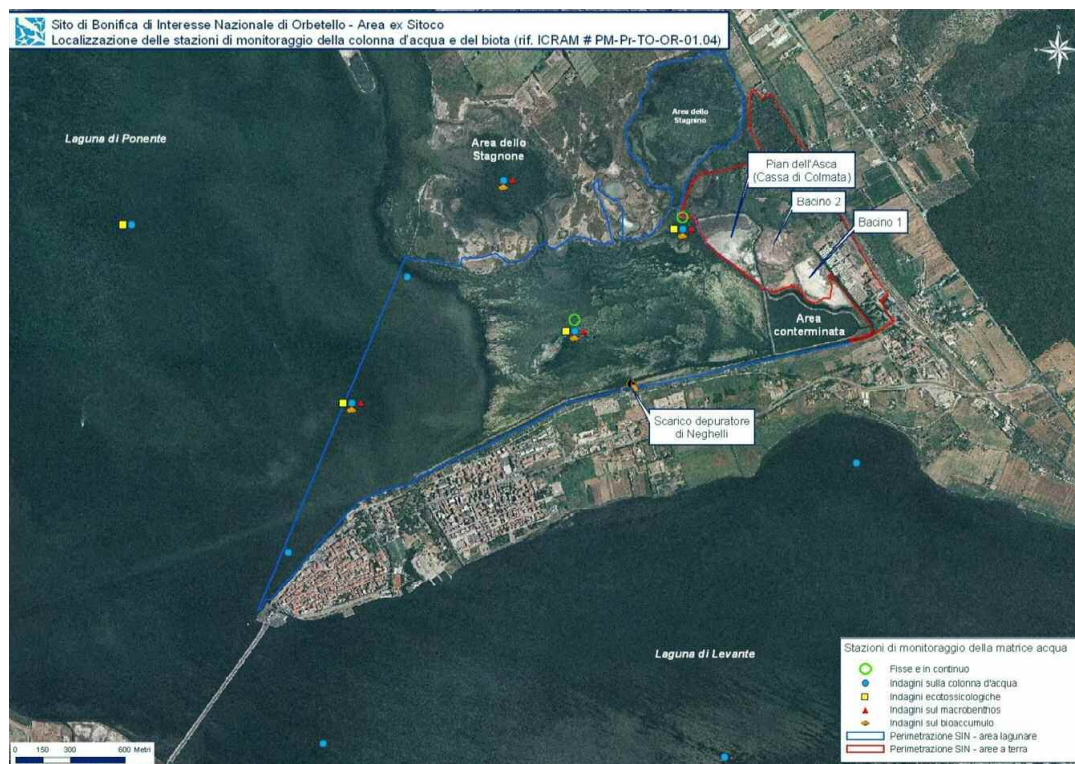 Sito di Bonifica di Interesse Nazionale di Orbetello - Area ex Sitoco
Localizzazione delle stazioni di monitoraggio della colonna d'acqua e del biota (rif. ICRAM # PM-Pr-TO-OR-01.04)
Laguna di Ponente
Area dello
Stagnone
Area dello
Stagnino
Pian dell'Asca
(Cassa di Colmata)
Bacino 2
Bacino 1
Area
conterminata
Scarico depuratore
di Neghelli
Laguna di Levante
Stazioni di monitoraggio della matrice acqua
Fisse e in continuo
Indagini sulla colonna d'acqua
Indagini ecotossicologiche
Indagini sul macrobenthos
Indagini sul bioaccumulo
Perimetrazione SIN - area lagunare
Perimetrazione SIN - aree a terra
0 150 300 600 Metri